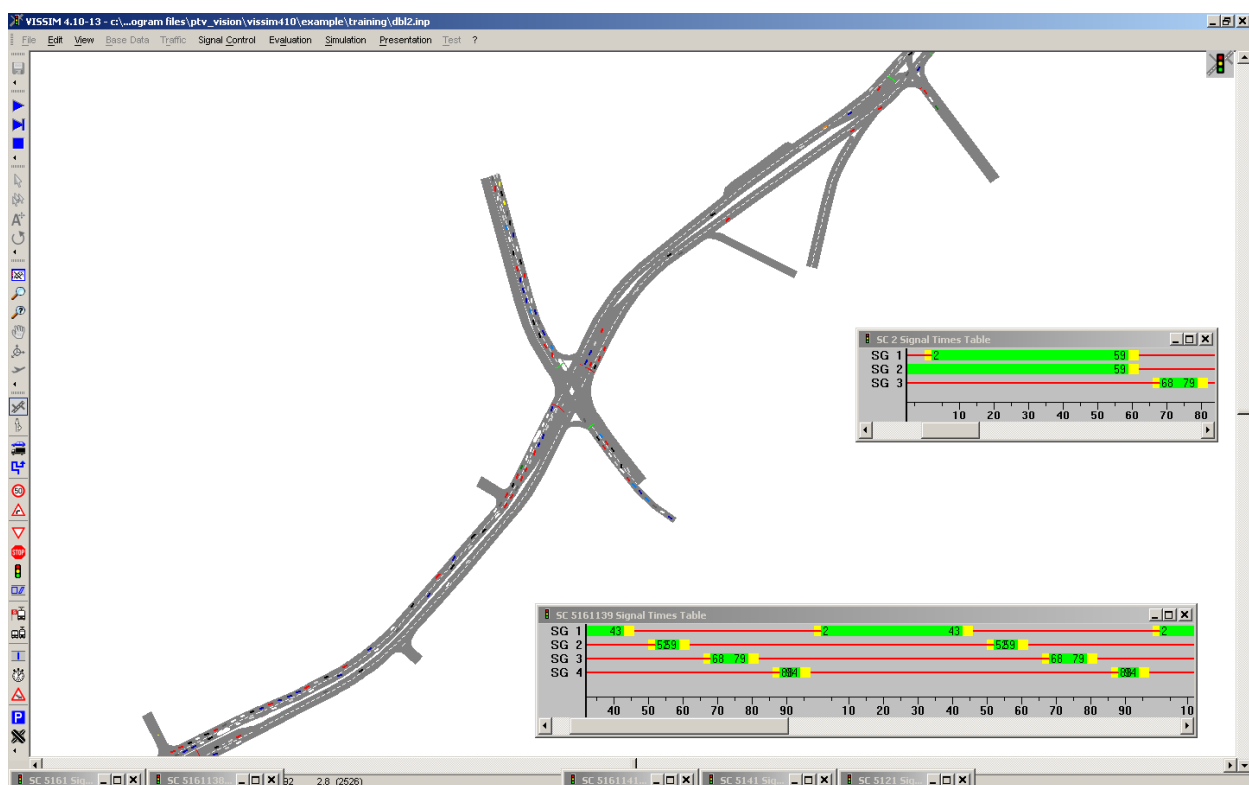 VISSIM 4.10-13 - c:\...ogram files\ptv_vision\vissim410\example\training\dbl2.inp
File Edit View Base Data Traffic Signal Control Evaluation Simulation Presentation Test ?
SC 2 Signal Times Table
SG 1 2 59
SG 2 59
SG 3 68 79
10 20 30 40 50 60 70 80
SC 5161139 Signal Times Table
SG 1 43 2 43 2
SG 2 59 59
SG 3 68 79 68 79
SG 4
40 50 60 70 80 90 10 20 30 40 50 60 70 80 90 10
50
STOP
P
SC 5161 Sig... SC 5161138... 92 2.8 (2526) SC 5161141... SC 5141 Sig... SC 5121 Sig...